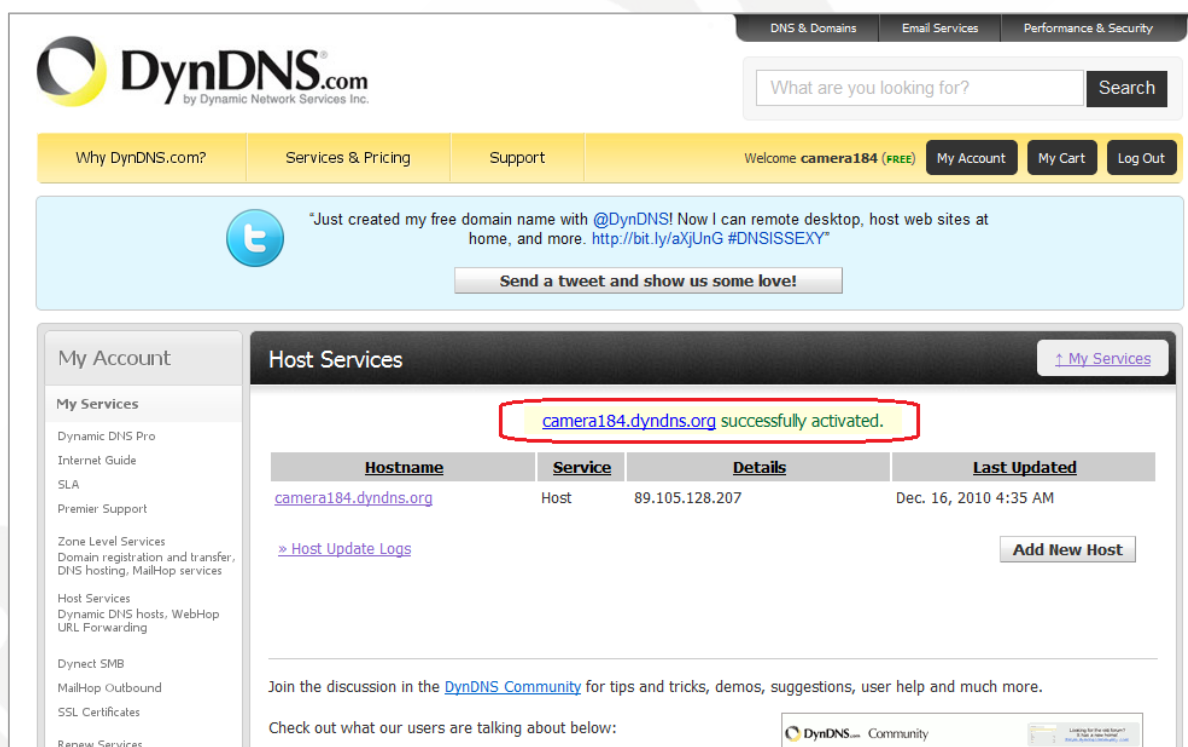 DNS & Domains Email Services Performance & Security
DynDNS.com
by Dynamic Network Services Inc.
What are you looking for? Search
Why DynDNS.com? Services & Pricing Support Welcome camera184 (FREE) My Account My Cart Log Out
"Just created my free domain name with @DynDNS! Now I can remote desktop, host web sites at
home, and more. http://bit.ly/aXjUnG #DNSISSEXY"
Send a tweet and show us some love!
My Account
My Services
Dynamic DNS Pro
Internet Guide
SLA
Premier Support
Zone Level Services
Domain registration and transfer,
DNS hosting, MailHop services
Host Services
Dynamic DNS hosts, WebHop
URL Forwarding
Dynect SMB
MailHop Outbound
SSL Certificates
Renew Services
Host Services ↑ My Services
camera184.dyndns.org successfully activated.
Hostname Service Details Last Updated
camera184.dyndns.org Host 89.105.128.207 Dec. 16, 2010 4:35 AM
» Host Update Logs Add New Host
Join the discussion in the DynDNS Community for tips and tricks, demos, suggestions, user help and much more.
Check out what our users are talking about below:
DynDNS.com Community